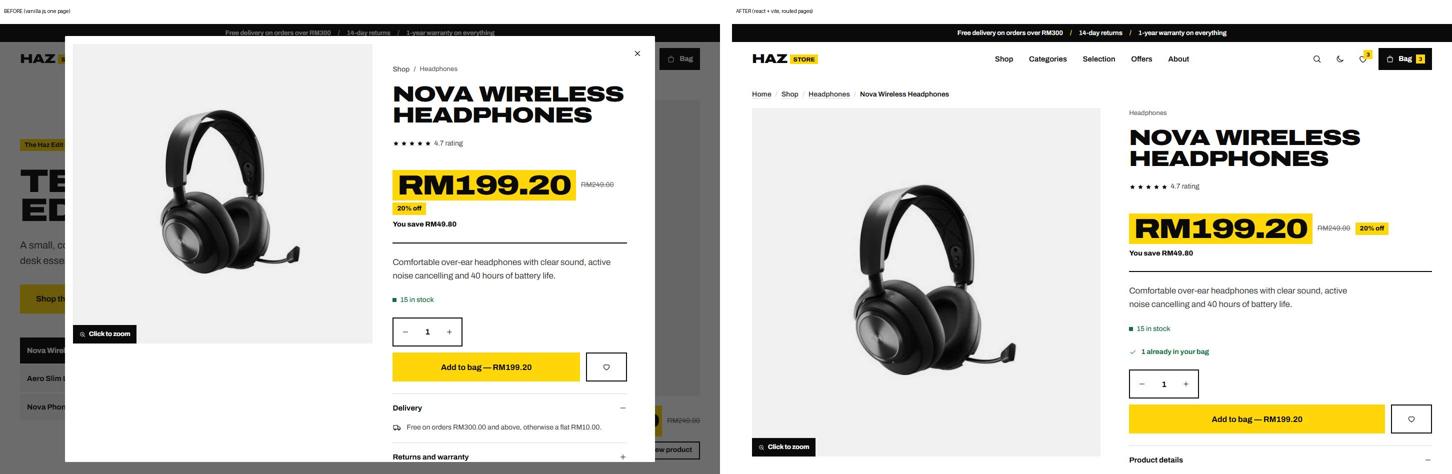 BEFORE (vanilla js, one page)
Free delivery on orders over RM300 / 14-day returns / 1-year warranty on everything
HAZ
Bag
The Haz Edit
TE
ED
A small, co
desk esse
Shop th
Nova Wirel
Aero Slim L
Nova Phon
RM249.00
ew product
Shop / Headphones
NOVA WIRELESS
HEADPHONES
4.7 rating
RM199.20 RM249.00
20% off
You save RM49.80
Comfortable over-ear headphones with clear sound, active
noise cancelling and 40 hours of battery life.
15 in stock
− 1 +
Click to zoom
Add to bag — RM199.20
Delivery
Free on orders RM300.00 and above, otherwise a flat RM10.00.
Returns and warranty
AFTER (react + vite, routed pages)
Free delivery on orders over RM300 / 14-day returns / 1-year warranty on everything
HAZ STORE Shop Categories Selection Offers About 3 Bag 3
Home / Shop / Headphones / Nova Wireless Headphones
Headphones
NOVA WIRELESS
HEADPHONES
4.7 rating
RM199.20 RM249.00 20% off
You save RM49.80
Comfortable over-ear headphones with clear sound, active
noise cancelling and 40 hours of battery life.
15 in stock
1 already in your bag
− 1 +
Add to bag — RM199.20
Click to zoom
Product details